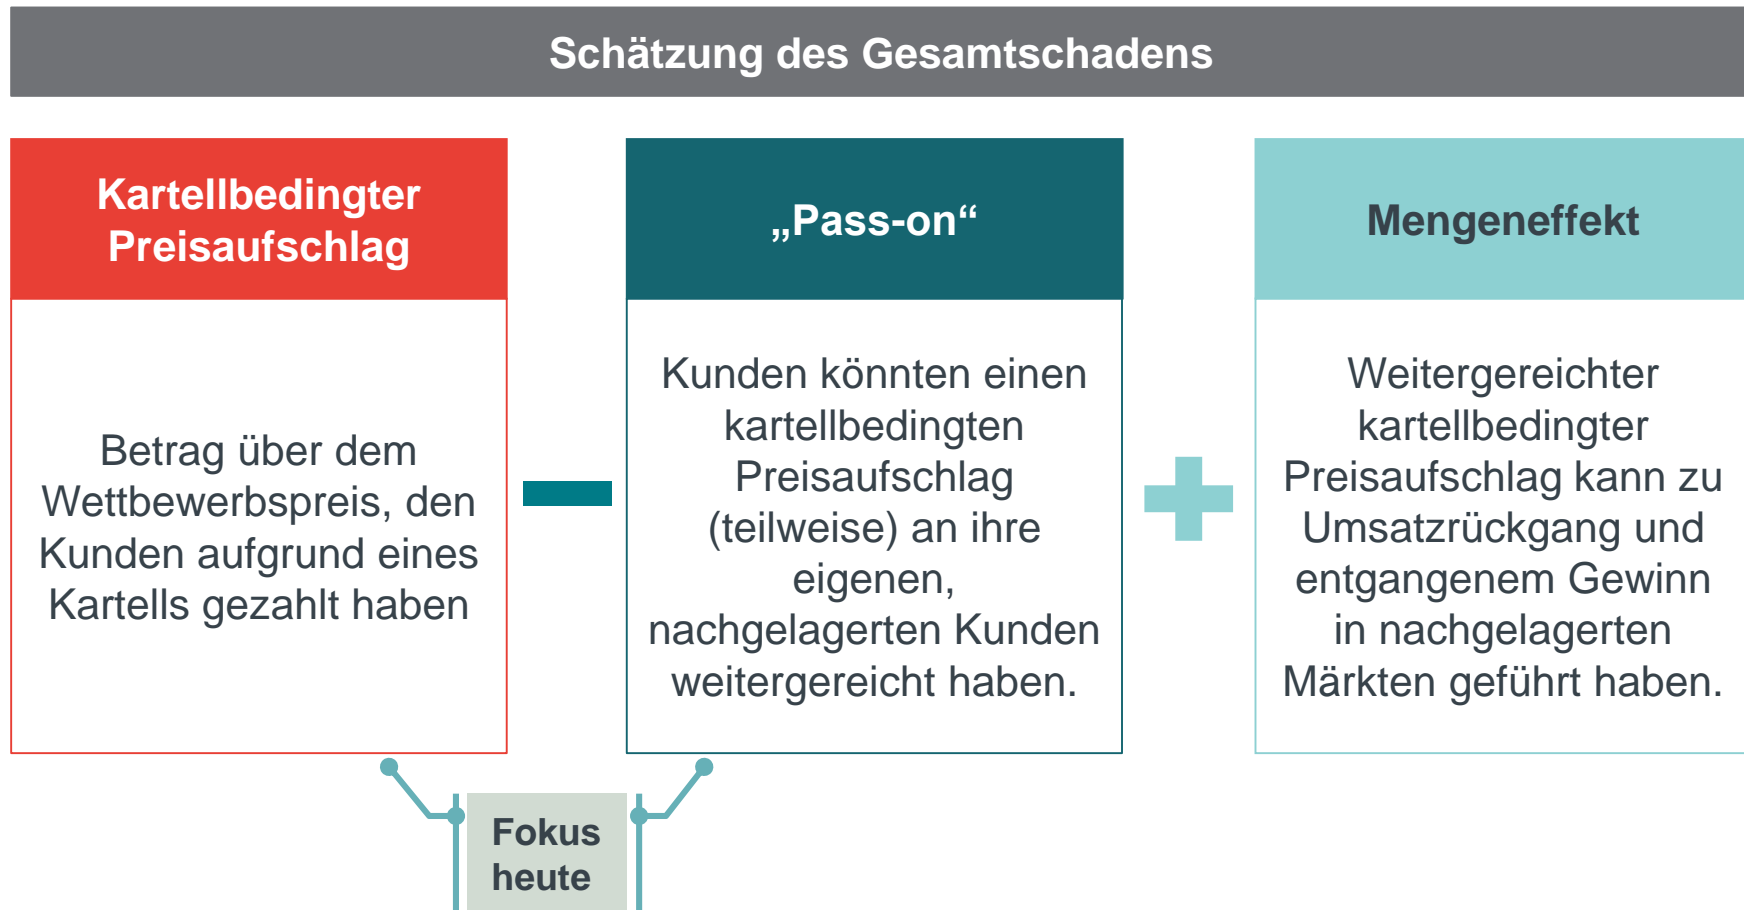 Schätzung des Gesamtschadens
Kartellbedingter
Preisaufschlag
Betrag über dem
Wettbewerbspreis, den
Kunden aufgrund eines
Kartells gezahlt haben
„Pass-on“
Kunden könnten einen
kartellbedingten
Preisaufschlag
(teilweise) an ihre
eigenen,
nachgelagerten Kunden
weitergereicht haben.
Mengeneffekt
Weitergereichter
kartellbedingter
Preisaufschlag kann zu
Umsatzrückgang und
entgangenem Gewinn
in nachgelagerten
Märkten geführt haben.
Fokus
heute